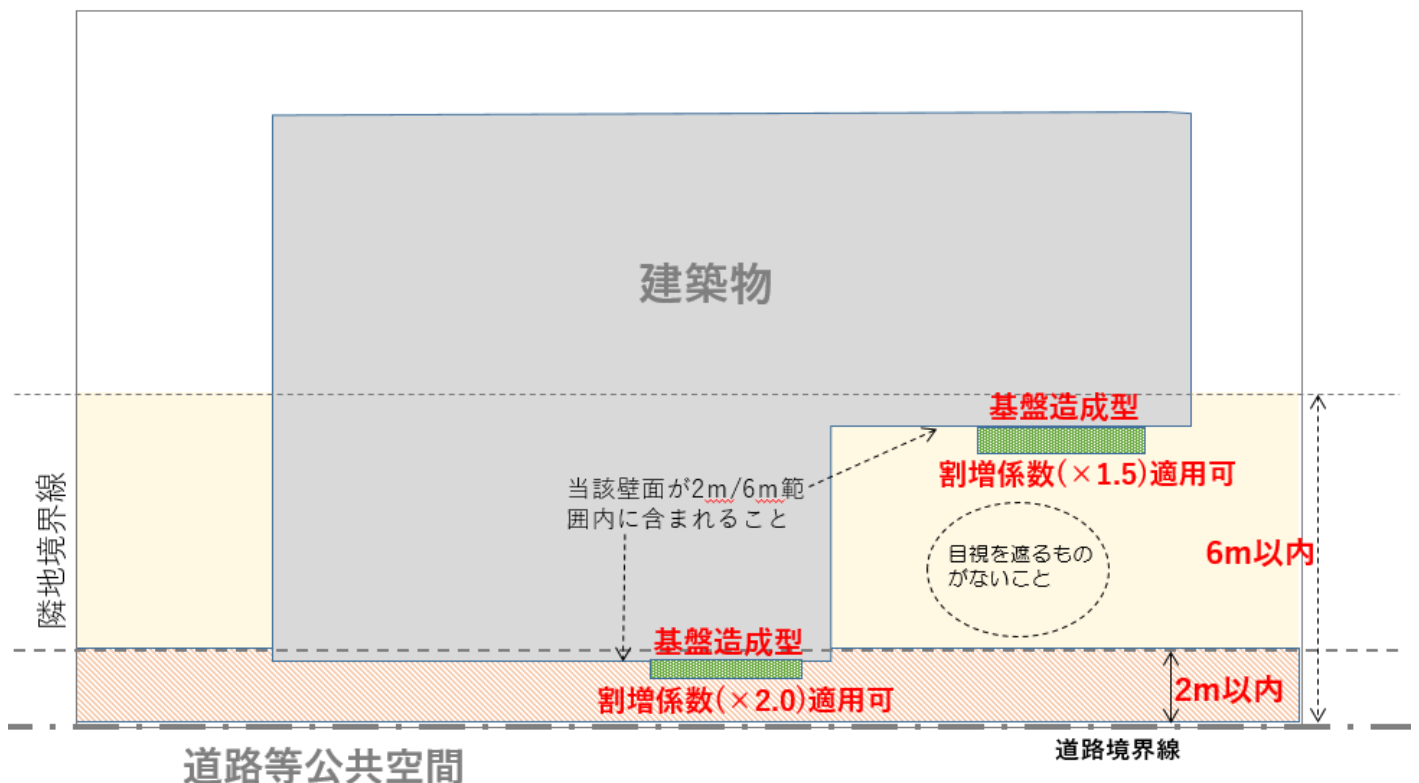 建築物
基盤造成型
割増係数(×1.5)適用可
当該壁面が2m/6m範
囲内に含まれること
目視を遮るもの
がないこと
6m以内
隣地境界線
基盤造成型
割増係数(×2.0)適用可
2m以内
道路境界線
道路等公共空間